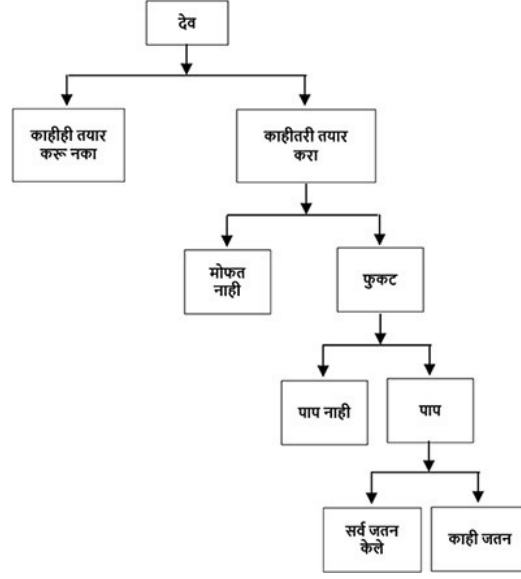 देव
काहीही तयार
करू नका
काहीतरी तयार
करा
मोफत
नाही
फुकट
पाप नाही
पाप
सर्व जतन
केले
काही जतन